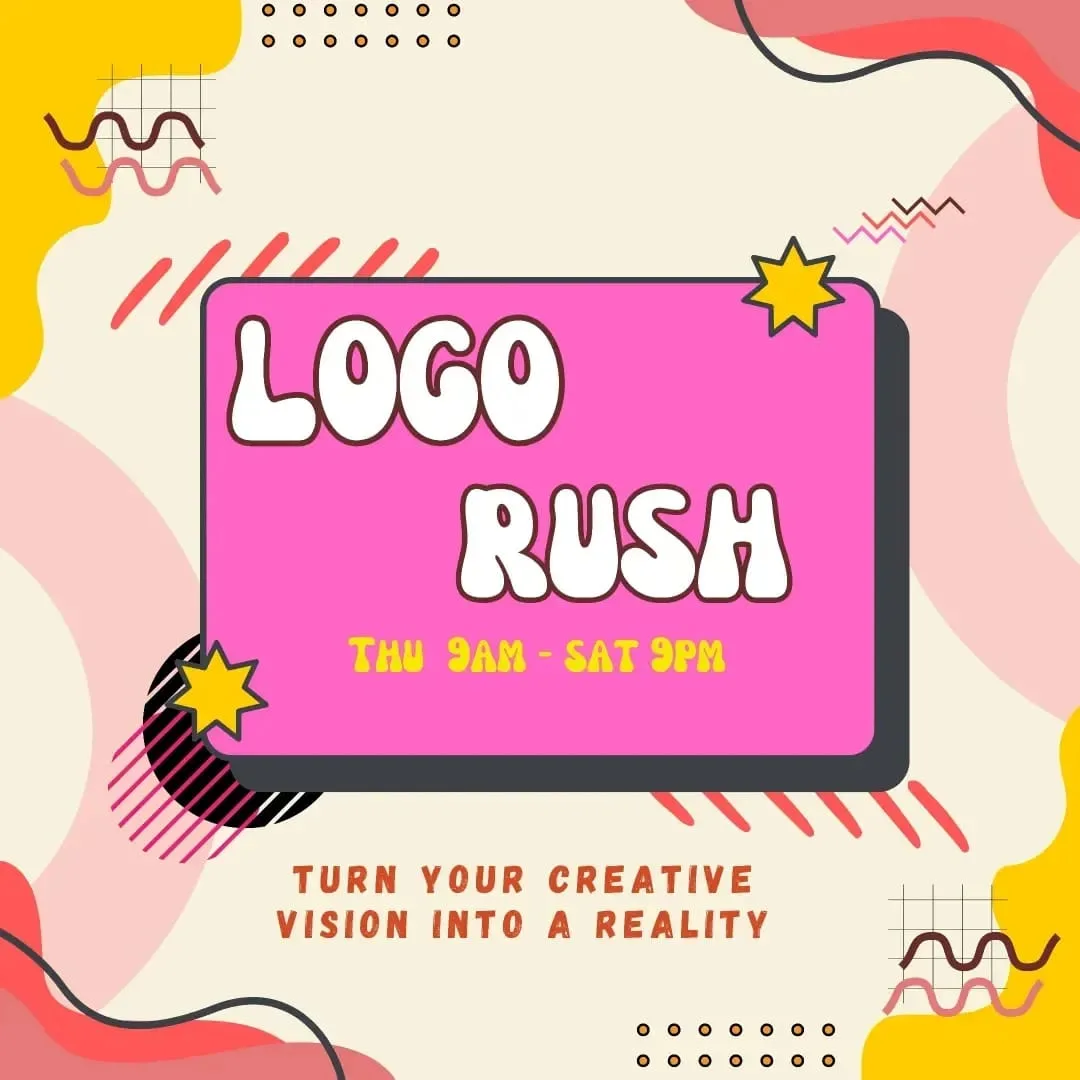 LOGO
RUSH
THU 9AM - SAT 9PM
TURN YOUR CREATIVE
VISION INTO A REALITY